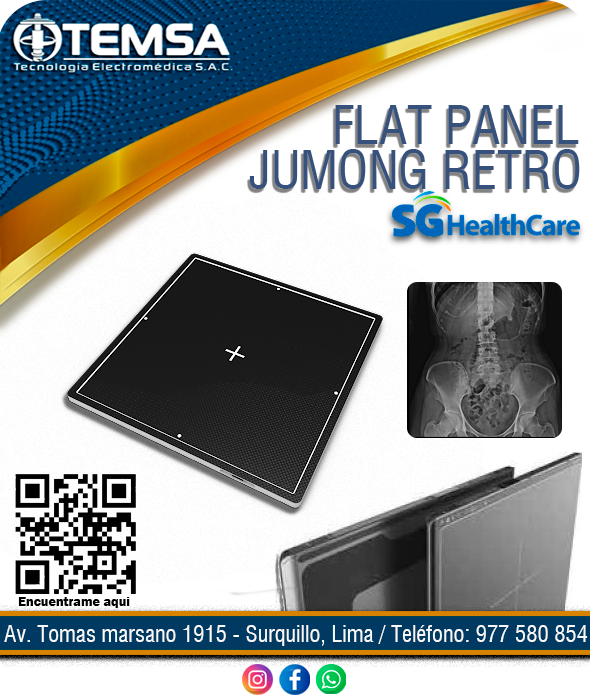 TEMSA
Tecnología Electromédica S.A.C.
FLAT PANEL
JUMONG RETRO
SG HealthCare
Encuentrame aqui
Av. Tomas marsano 1915 - Surquillo, Lima / Teléfono: 977 580 854